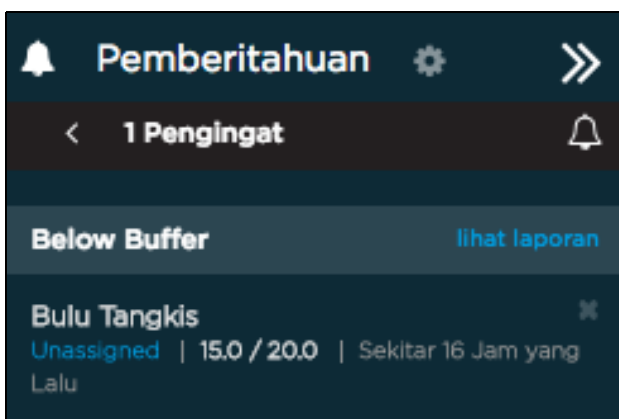 Pemberitahuan
1 Pengingat
Below Buffer lihat laporan
Bulu Tangkis
Unassigned | 15.0 / 20.0 | Sekitar 16 Jam yang
Lalu